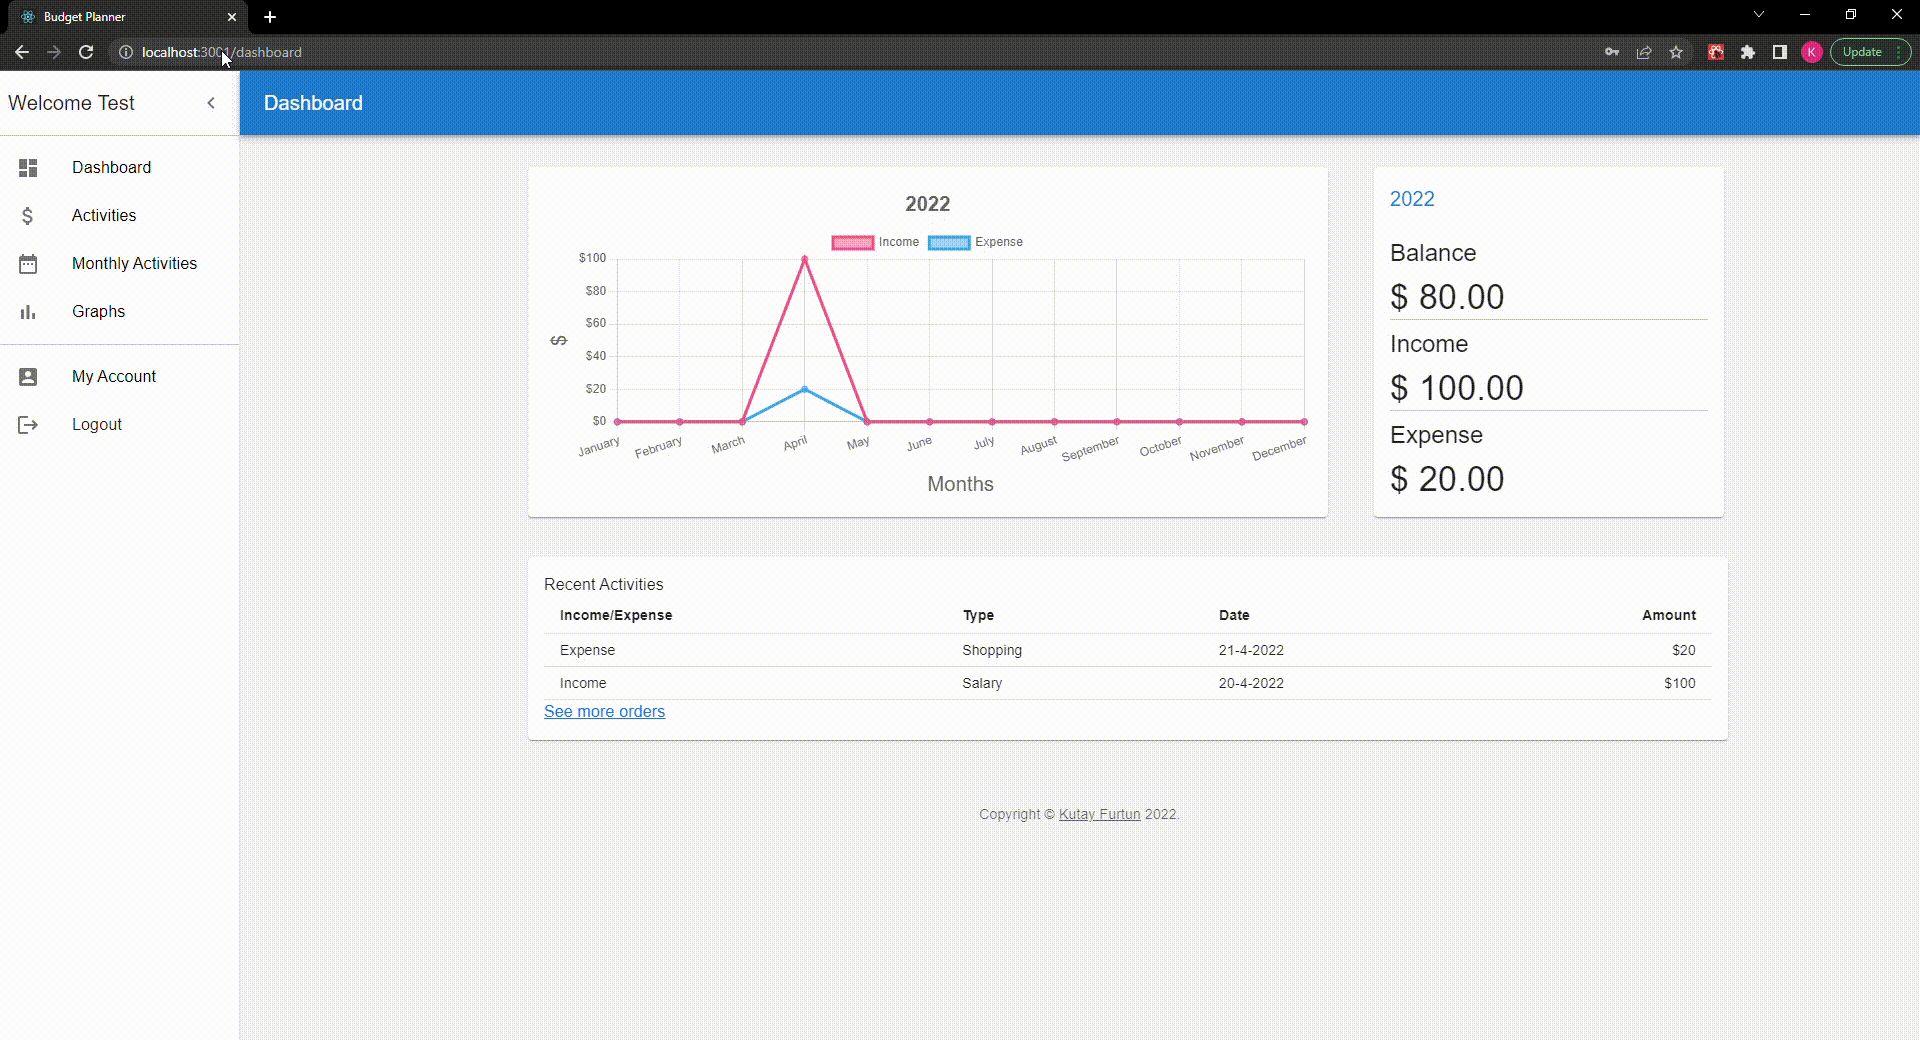 Budget Planner
localhost:3001/dashboard
K
Update
Welcome Test
Dashboard
Dashboard
Activities
Monthly Activities
Graphs
My Account
Logout
2022
Income Expense
$100
$80
$60
$40
$20
$0
$
January February March April May June July August September October November December
Months
2022
Balance
$ 80.00
Income
$ 100.00
Expense
$ 20.00
Recent Activities
Income/Expense Type Date Amount
Expense Shopping 21-4-2022 $20
Income Salary 20-4-2022 $100
See more orders
Copyright © Kutay Furtun 2022.